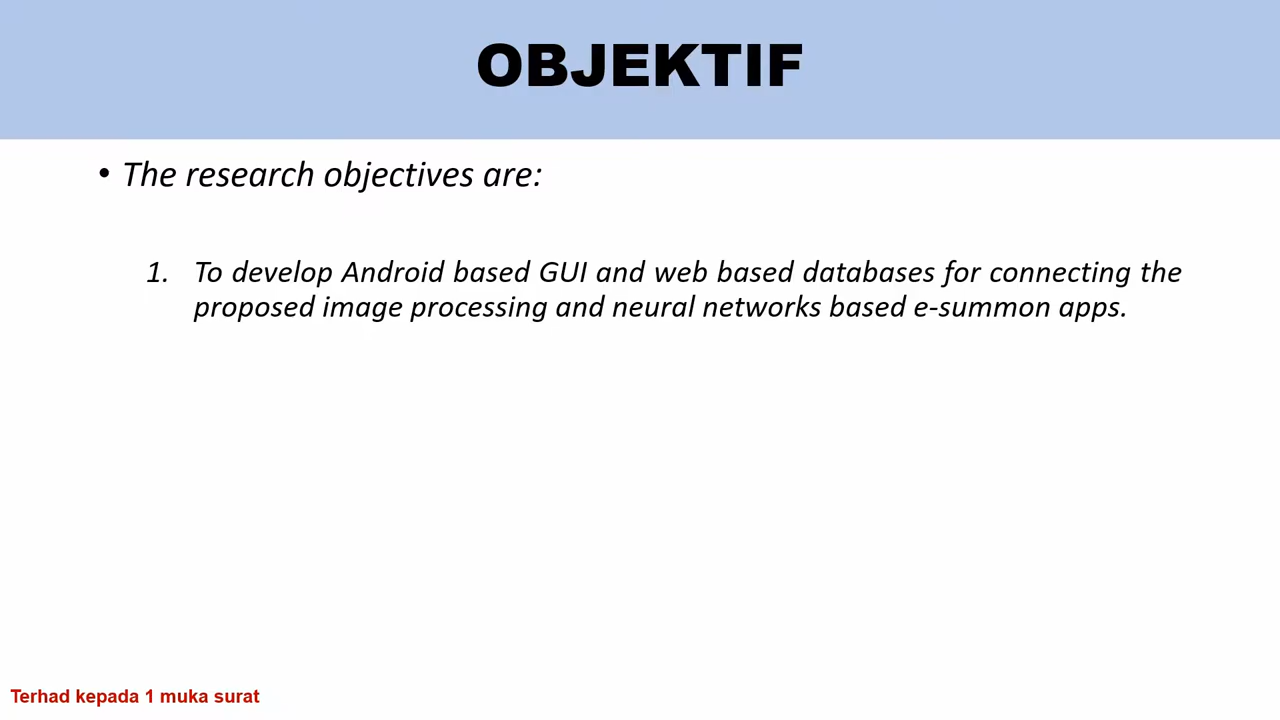 OBJEKTIF
• The research objectives are:
1. To develop Android based GUI and web based databases for connecting the
proposed image processing and neural networks based e-summon apps.
Terhad kepada 1 muka surat